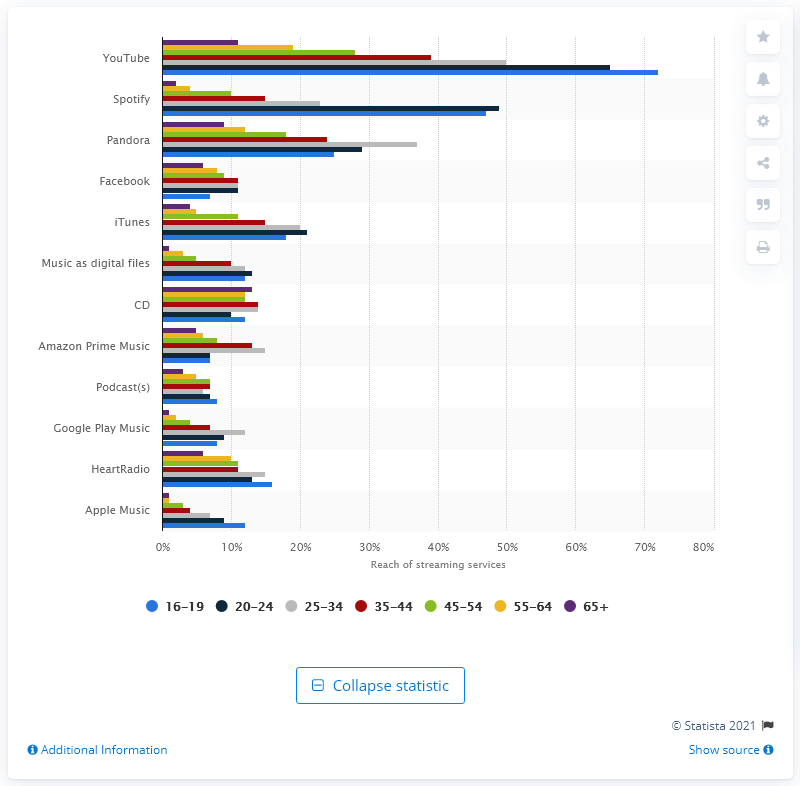 YouTube
Spotify
Pandora
Facebook
iTunes
Music as digital files
CD
Amazon Prime Music
Podcast(s)
Google Play Music
HeartRadio
Apple Music
0% 10% 20% 30% 40% 50% 60% 70% 80%
Reach of streaming services
16–19 20–24 25–34 35–44 45–54 55–64 65+
Collapse statistic
© Statista 2021
Additional Information
Show source